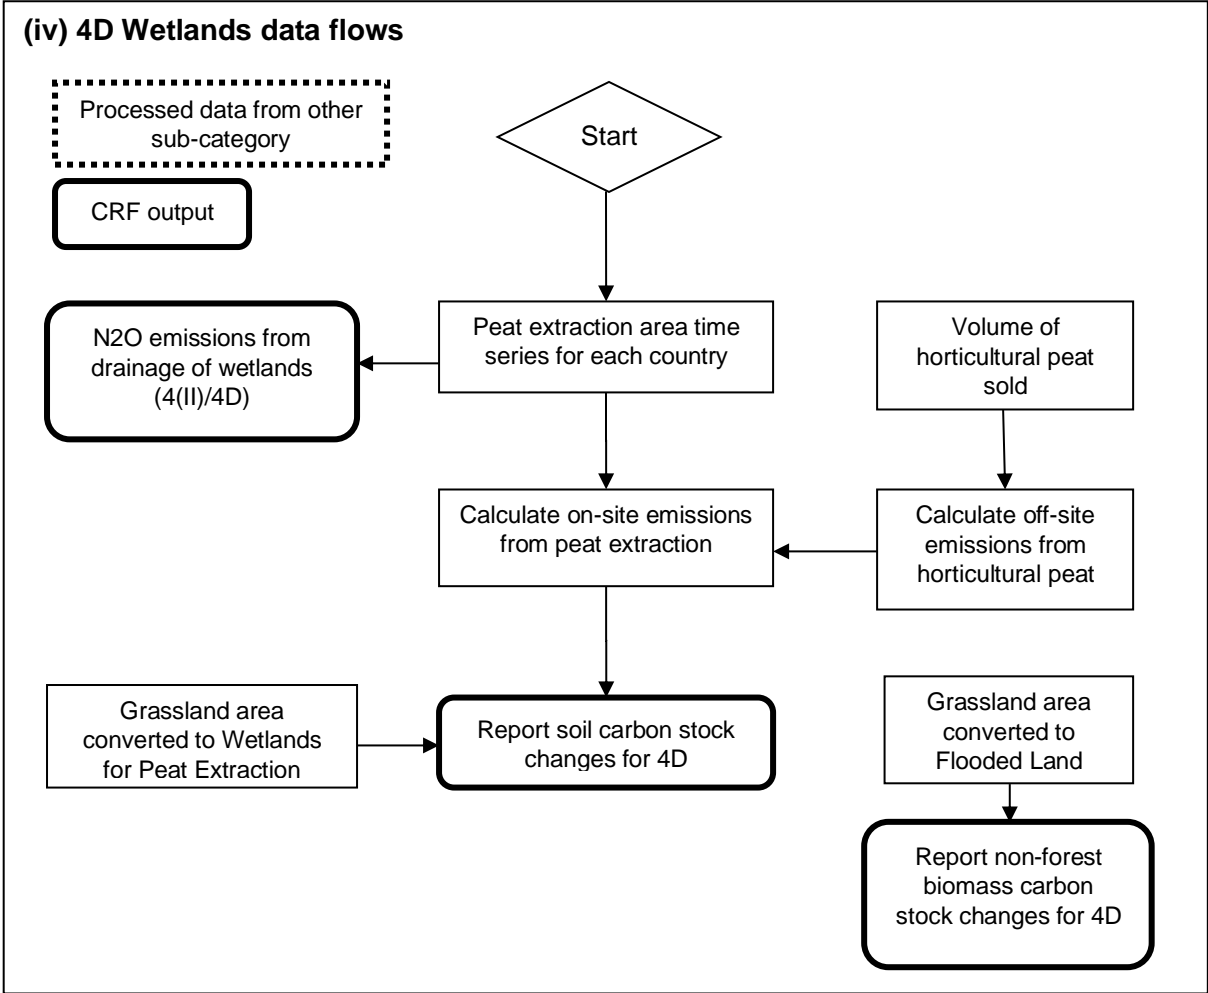 (iv) 4D Wetlands data flows
Processed data from other
sub-category
Start
CRF output
N2O emissions from
drainage of wetlands
(4(II)/4D)
Peat extraction area time
series for each country
Volume of
horticultural peat
sold
Calculate on-site emissions
from peat extraction
Calculate off-site
emissions from
horticultural peat
Grassland area
converted to Wetlands
for Peat Extraction
Report soil carbon stock
changes for 4D
Grassland area
converted to
Flooded Land
Report non-forest
biomass carbon
stock changes for 4D